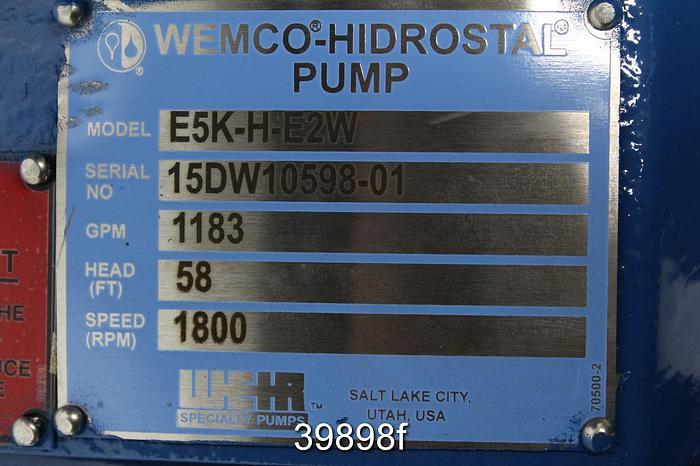 WEMCO®-HIDROSTAL®
PUMP
MODEL E5K-H-E2W
SERIAL NO 15DW10598-01
GPM 1183
HEAD (FT) 58
SPEED (RPM) 1800
WEIR
SPECIALTY PUMPS ™
SALT LAKE CITY,
UTAH, USA
70500-2
39898f